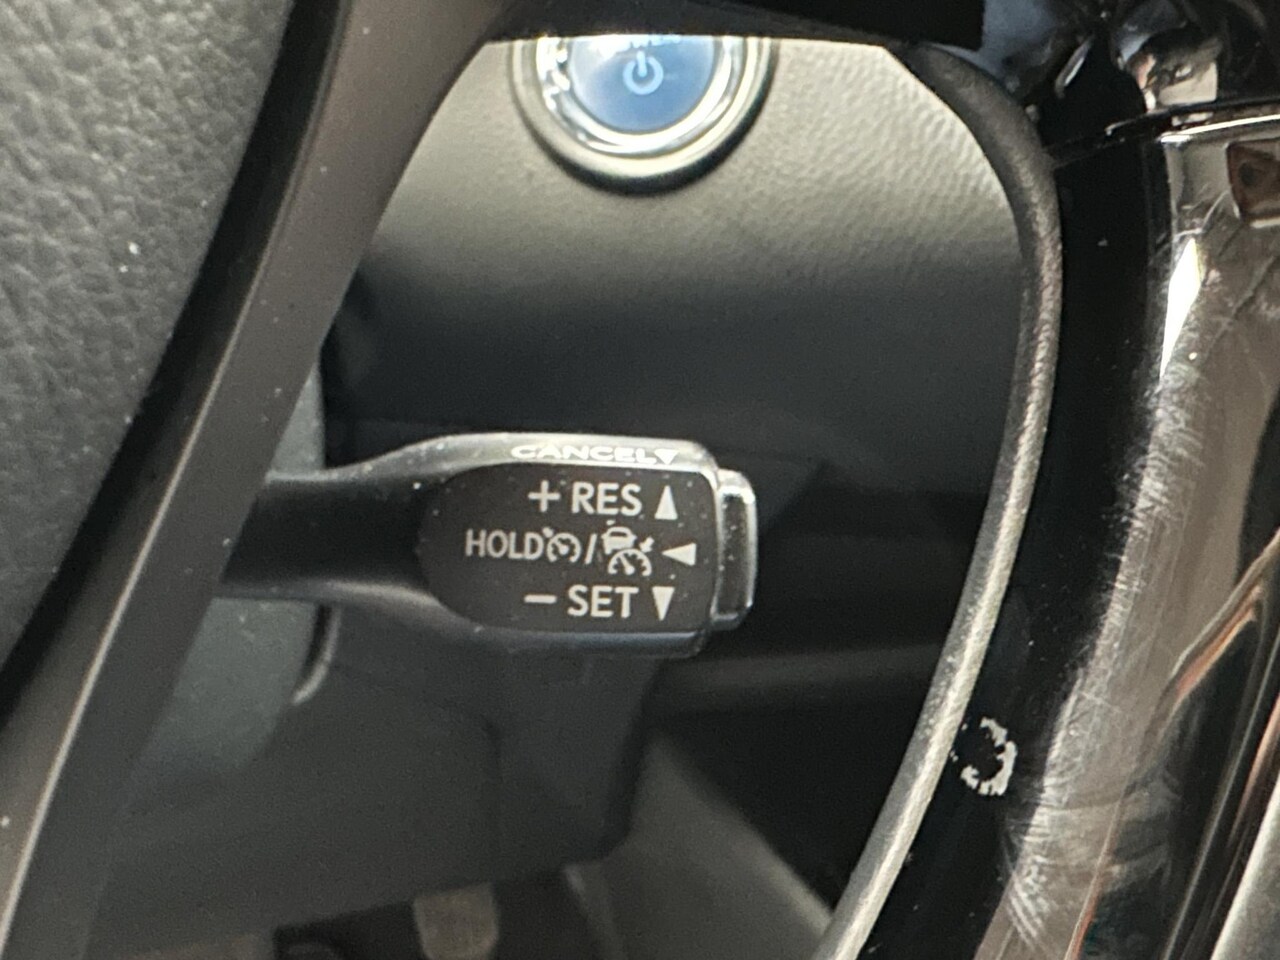 CANCEL▼
+ RES ▲
HOLD / ◀
− SET ▼